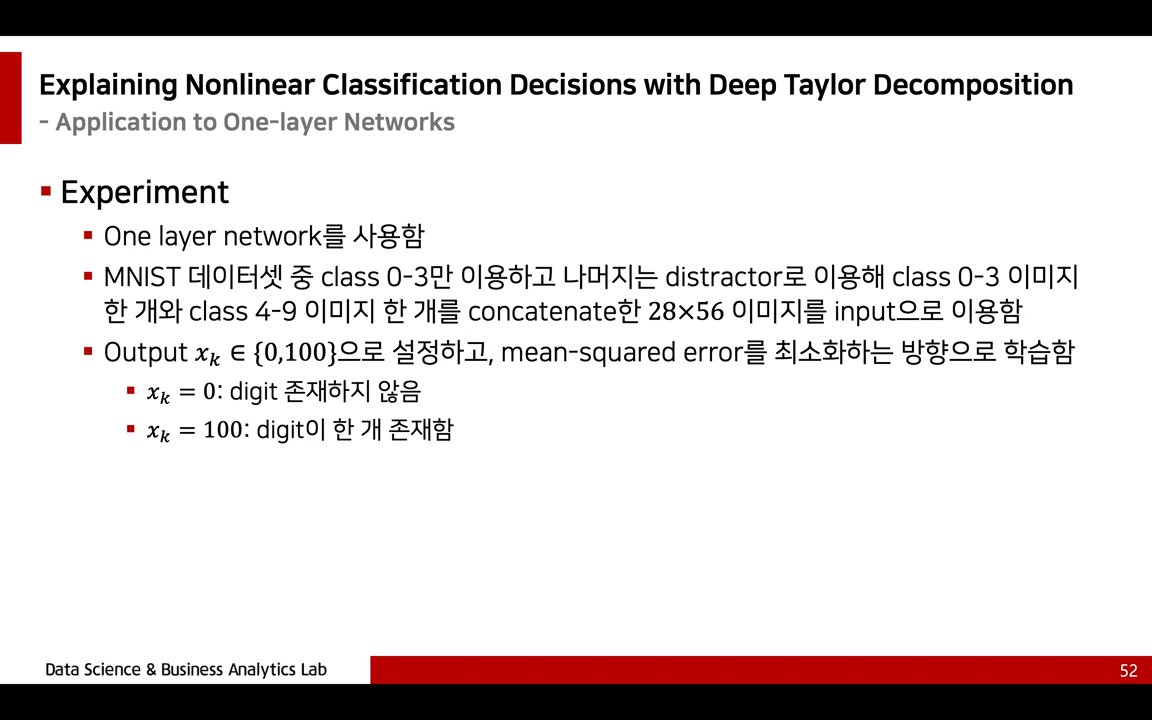 Explaining Nonlinear Classification Decisions with Deep Taylor Decomposition
- Application to One-layer Networks
▪ Experiment
▪ One layer network를 사용함
▪ MNIST 데이터셋 중 class 0-3만 이용하고 나머지는 distractor로 이용해 class 0-3 이미지
한 개와 class 4-9 이미지 한 개를 concatenate한 28×56 이미지를 input으로 이용함
▪ Output 𝑥ₖ ∈ {0,100}으로 설정하고, mean-squared error를 최소화하는 방향으로 학습함
▪ 𝑥ₖ = 0: digit 존재하지 않음
▪ 𝑥ₖ = 100: digit이 한 개 존재함
Data Science & Business Analytics Lab
52